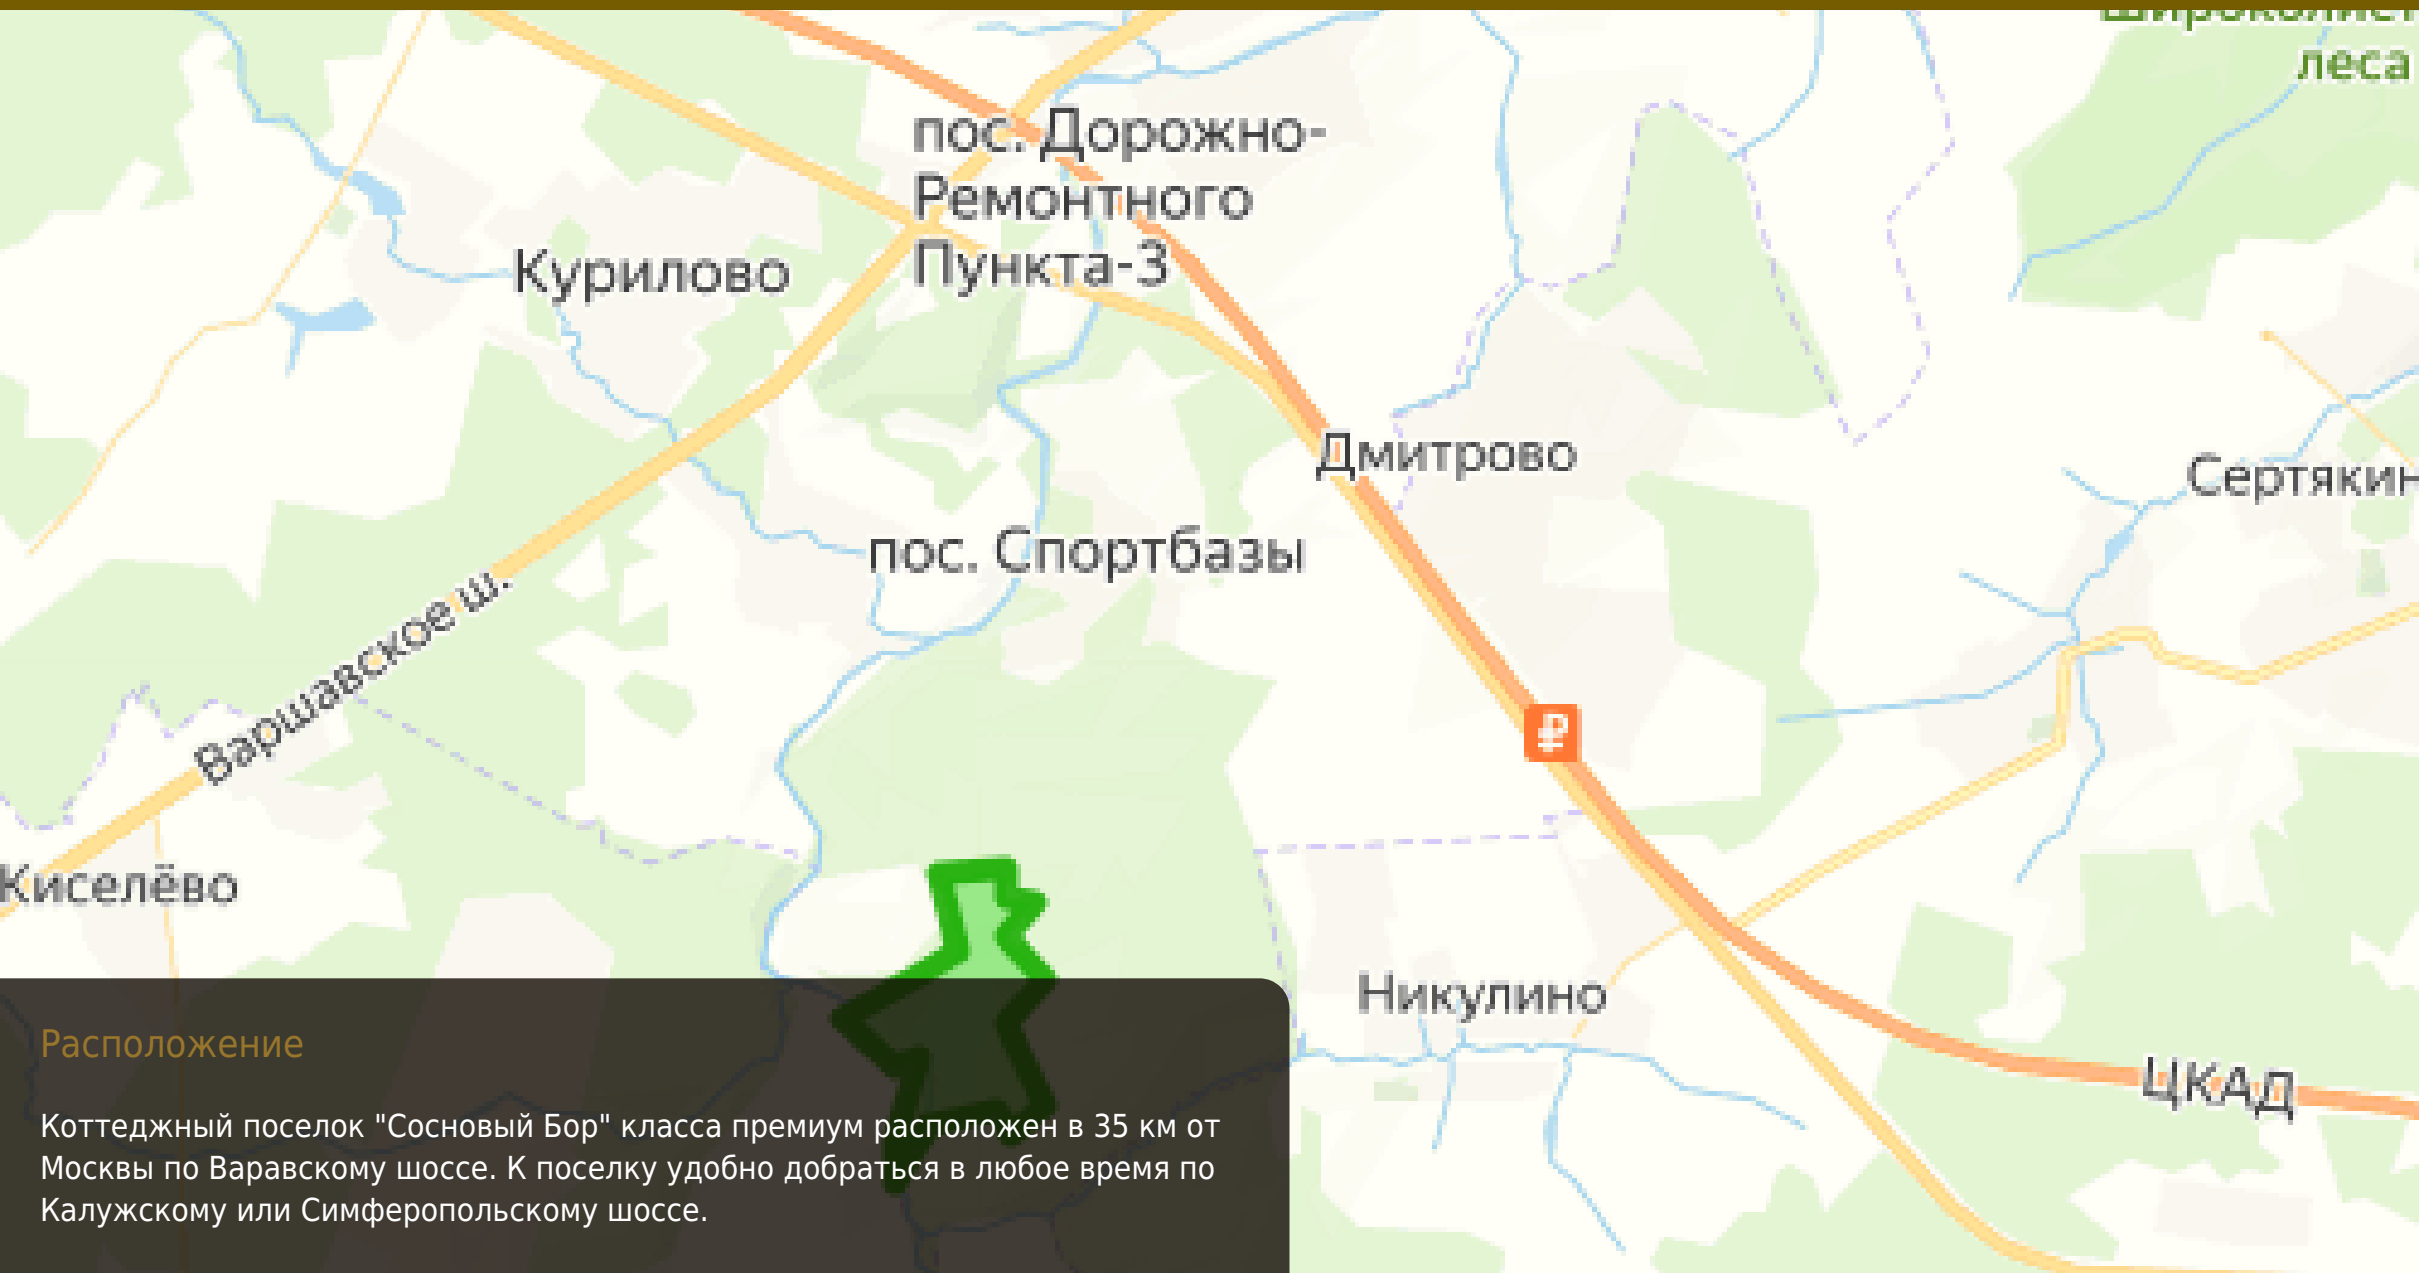 леса
пос. Дорожно-
Ремонтного
Пункта-3
Курилово
Дмитрово
Сертякин
пос. Спортбазы
Варшавское ш.
₽
Киселёво
Никулино
ЦКАД
Расположение
Коттеджный поселок "Сосновый Бор" класса премиум расположен в 35 км от
Москвы по Варавскому шоссе. К поселку удобно добраться в любое время по
Калужскому или Симферопольскому шоссе.